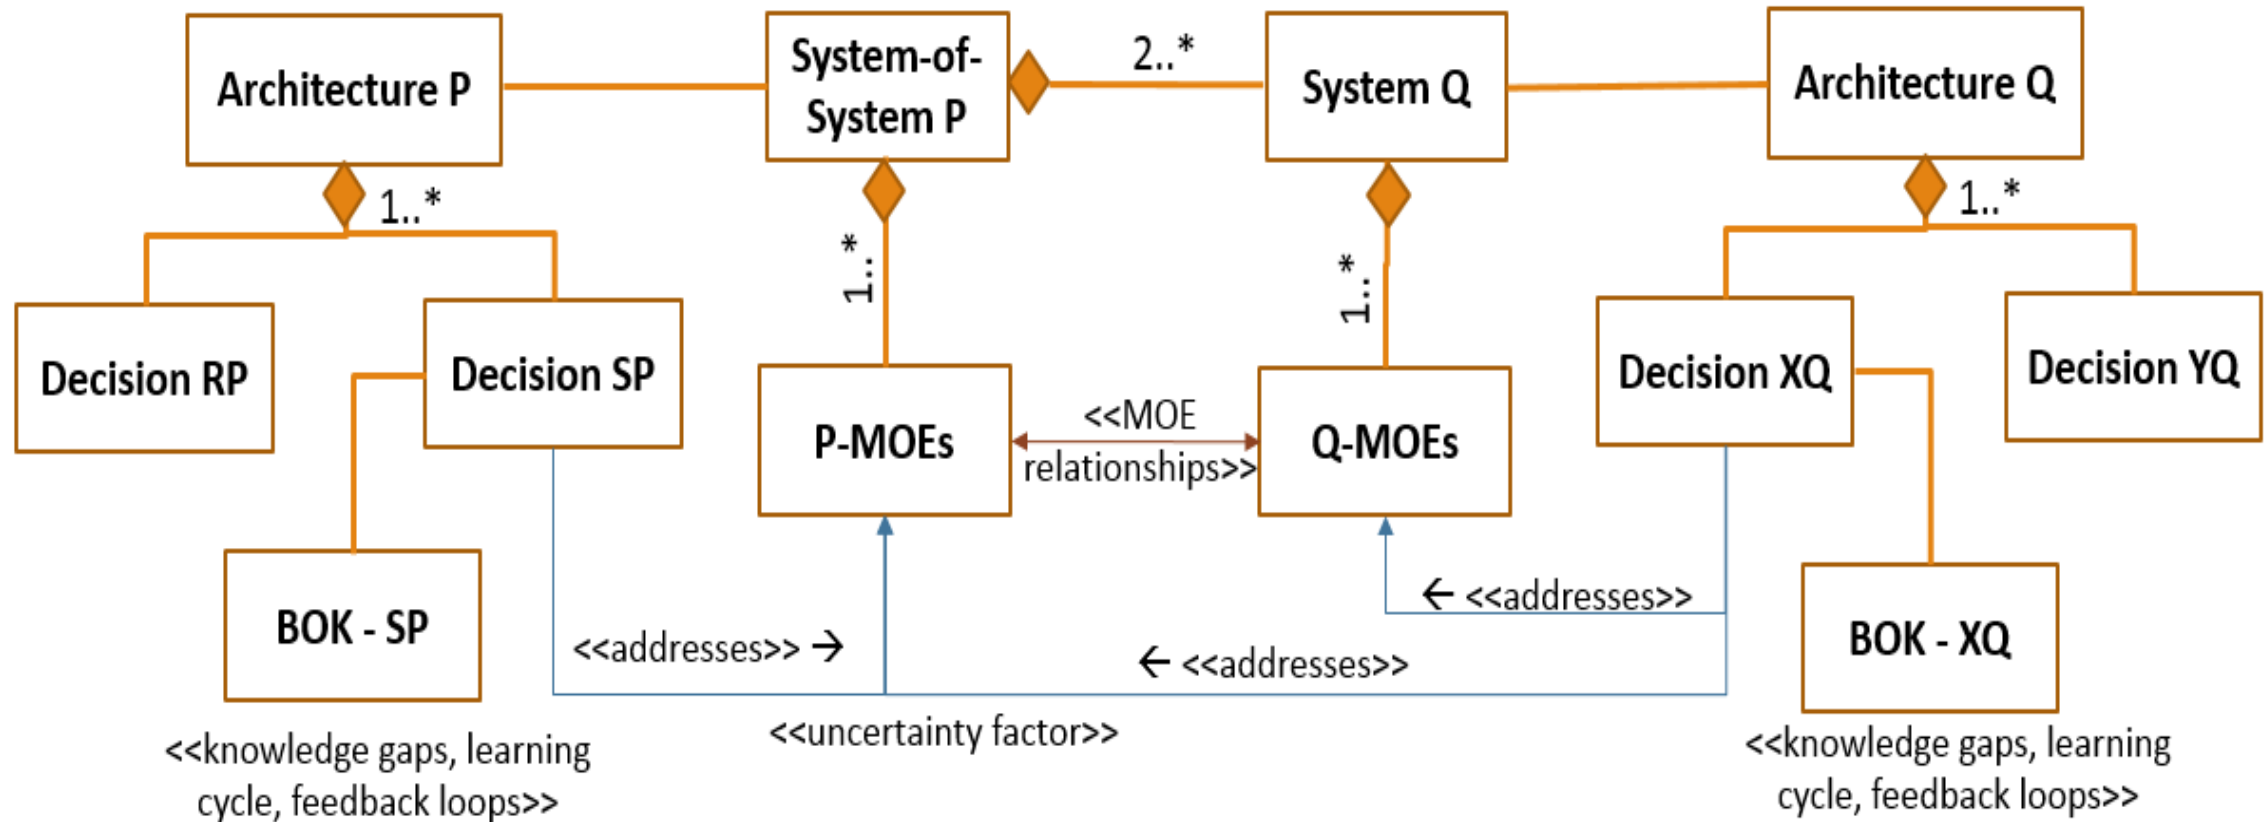 Architecture P
System-of-
System P
2..*
System Q
Architecture Q
1..*
1..*
1..*
1..*
Decision RP
Decision SP
P-MOEs
<<MOE
relationships>>
Q-MOEs
Decision XQ
Decision YQ
BOK - SP
<<addresses>> →
← <<addresses>>
← <<addresses>>
BOK - XQ
<<uncertainty factor>>
<<knowledge gaps, learning
cycle, feedback loops>>
<<knowledge gaps, learning
cycle, feedback loops>>